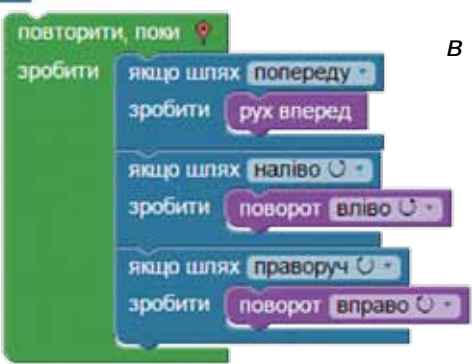 повторити, поки
в
зробити якщо шлях попереду
зробити рух вперед
якщо шлях наліво ↺
зробити поворот вліво ↺
якщо шлях праворуч ↻
зробити поворот вправо ↻